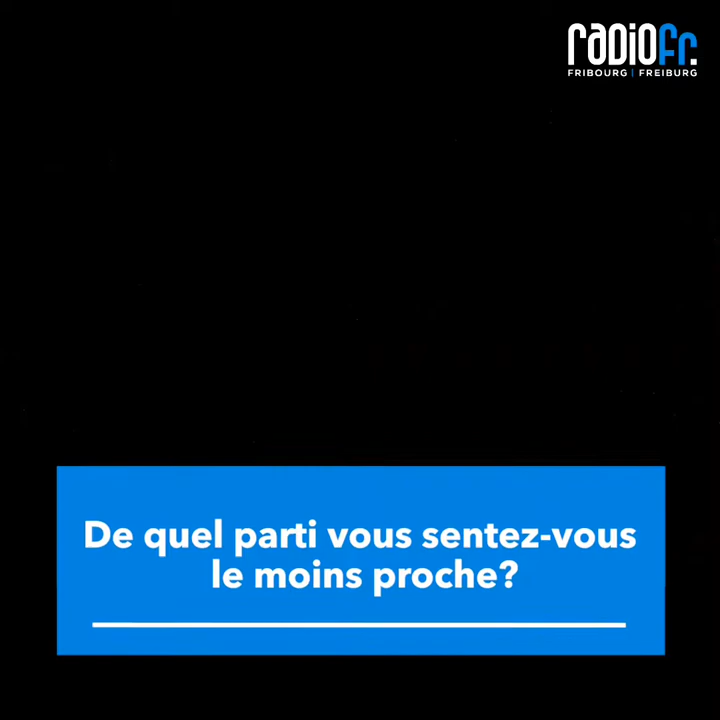 radiofr.
FRIBOURG | FREIBURG
De quel parti vous sentez-vous
le moins proche?